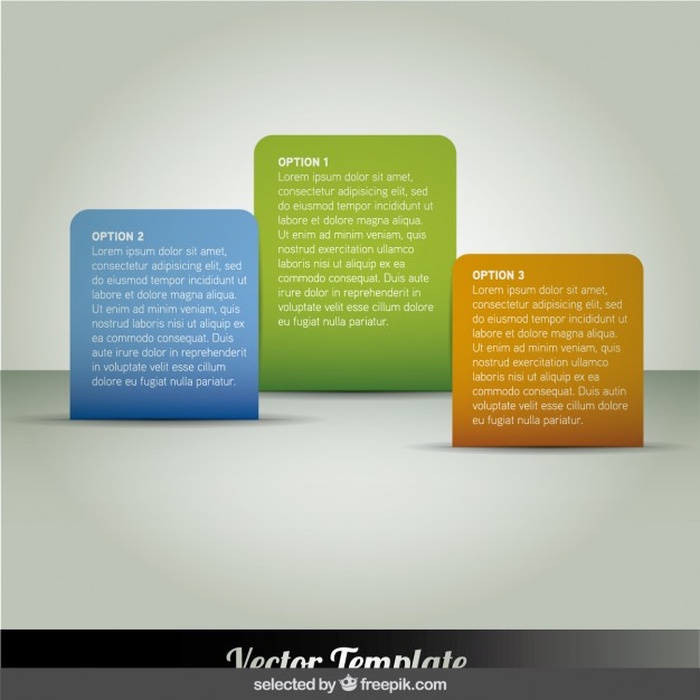 OPTION 1
Lorem ipsum dolor sit amet,
consectetur adipisicing elit, sed
do eiusmod tempor incididunt ut
labore et dolore magna aliqua.
Ut enim ad minim veniam, quis
nostrud exercitation ullamco
laboris nisi ut aliquip ex ea
commodo consequat. Duis aute
irure dolor in reprehenderit in
voluptate velit esse cillum dolore
eu fugiat nulla pariatur.
OPTION 2
Lorem ipsum dolor sit amet,
consectetur adipisicing elit, sed
do eiusmod tempor incididunt ut
labore et dolore magna aliqua.
Ut enim ad minim veniam, quis
nostrud exercitation ullamco
laboris nisi ut aliquip ex ea
commodo consequat. Duis
aute irure dolor in reprehenderit
in voluptate velit esse cillum
dolore eu fugiat nulla pariatur.
OPTION 3
Lorem ipsum dolor sit amet,
consectetur adipisicing elit, sed
do eiusmod tempor incididunt ut
labore et dolore magna aliqua.
Ut enim ad minim veniam, quis
nostrud exercitation ullamco
laboris nisi ut aliquip ex ea
commodo consequat. Duis autin
voluptate velit esse cillum dolore
eu fugiat nulla pariatur.
Vector Template
selected by freepik.com